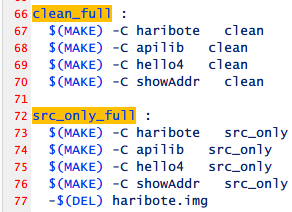 66 clean_full :
67   $(MAKE) -C haribote   clean
68   $(MAKE) -C apilib   clean
69   $(MAKE) -C hello4   clean
70   $(MAKE) -C showAddr   clean
71
72 src_only_full :
73   $(MAKE) -C haribote   src_only
74   $(MAKE) -C apilib   src_only
75   $(MAKE) -C hello4   src_only
76   $(MAKE) -C showAddr   src_only
77   -$(DEL) haribote.img